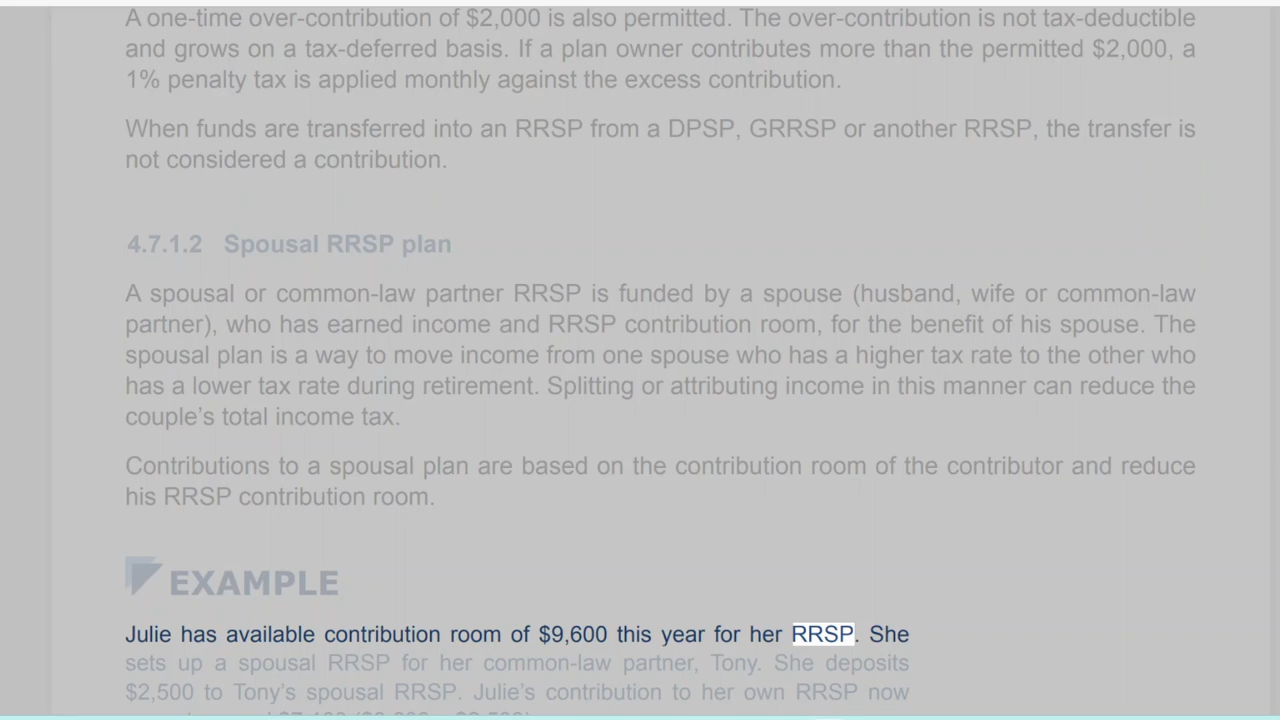 A one-time over-contribution of $2,000 is also permitted. The over-contribution is not tax-deductible
and grows on a tax-deferred basis. If a plan owner contributes more than the permitted $2,000, a
1% penalty tax is applied monthly against the excess contribution.
When funds are transferred into an RRSP from a DPSP, GRRSP or another RRSP, the transfer is
not considered a contribution.
4.7.1.2 Spousal RRSP plan
A spousal or common-law partner RRSP is funded by a spouse (husband, wife or common-law
partner), who has earned income and RRSP contribution room, for the benefit of his spouse. The
spousal plan is a way to move income from one spouse who has a higher tax rate to the other who
has a lower tax rate during retirement. Splitting or attributing income in this manner can reduce the
couple’s total income tax.
Contributions to a spousal plan are based on the contribution room of the contributor and reduce
his RRSP contribution room.
EXAMPLE
Julie has available contribution room of $9,600 this year for her RRSP. She
sets up a spousal RRSP for her common-law partner, Tony. She deposits
$2,500 to Tony’s spousal RRSP. Julie’s contribution to her own RRSP now